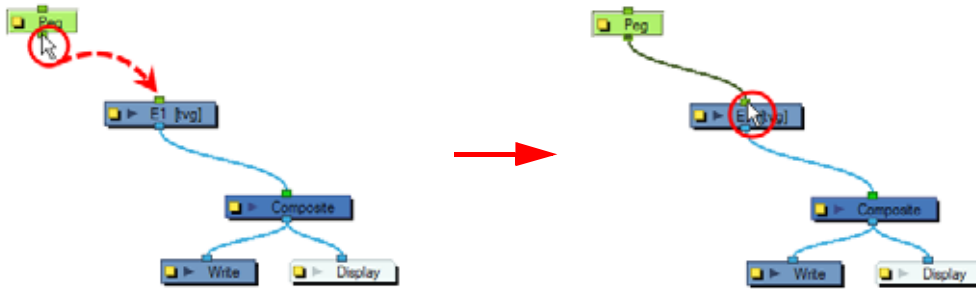 Peg
E1 [tvg]
Composite
Write
Display
Peg
Composite
Write
Display